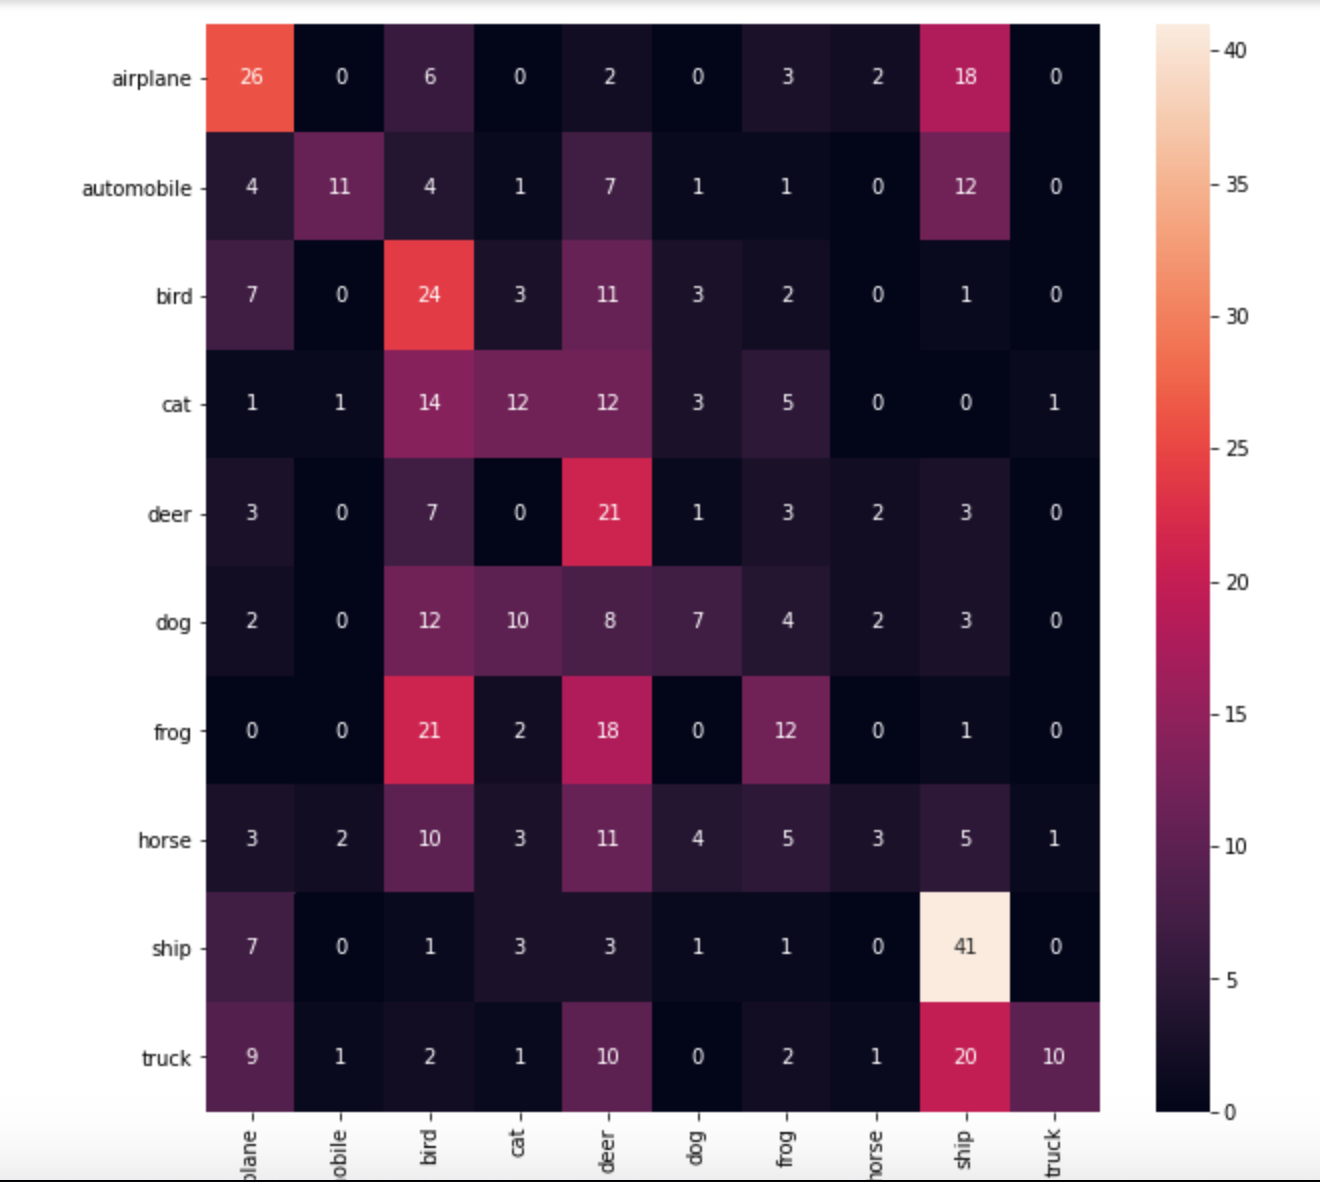 airplane 26 0 6 0 2 0 3 2 18 0
automobile 4 11 4 1 7 1 1 0 12 0
bird 7 0 24 3 11 3 2 0 1 0
cat 1 1 14 12 12 3 5 0 0 1
deer 3 0 7 0 21 1 3 2 3 0
dog 2 0 12 10 8 7 4 2 3 0
frog 0 0 21 2 18 0 12 0 1 0
horse 3 2 10 3 11 4 5 3 5 1
ship 7 0 1 3 3 1 1 0 41 0
truck 9 1 2 1 10 0 2 1 20 10
plane obile bird cat deer dog frog horse ship truck
40
35
30
25
20
15
10
5
0